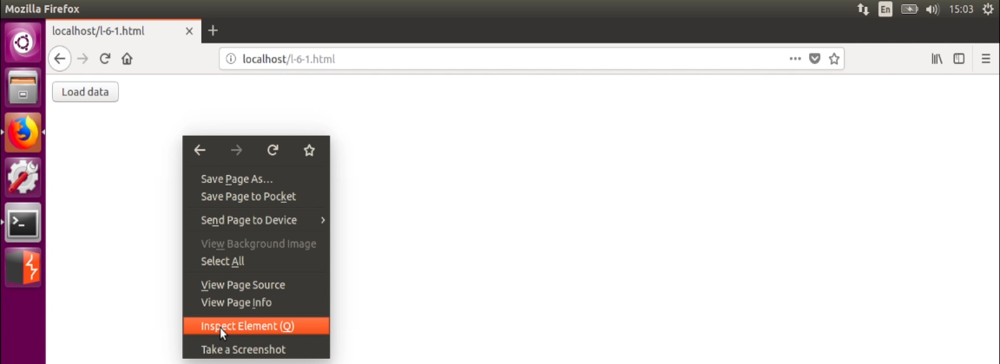 Mozilla Firefox
En
15:03
localhost/l-6-1.html
localhost/l-6-1.html
Load data
Save Page As…
Save Page to Pocket
Send Page to Device
View Background Image
Select All
View Page Source
View Page Info
Inspect Element (Q)
Take a Screenshot